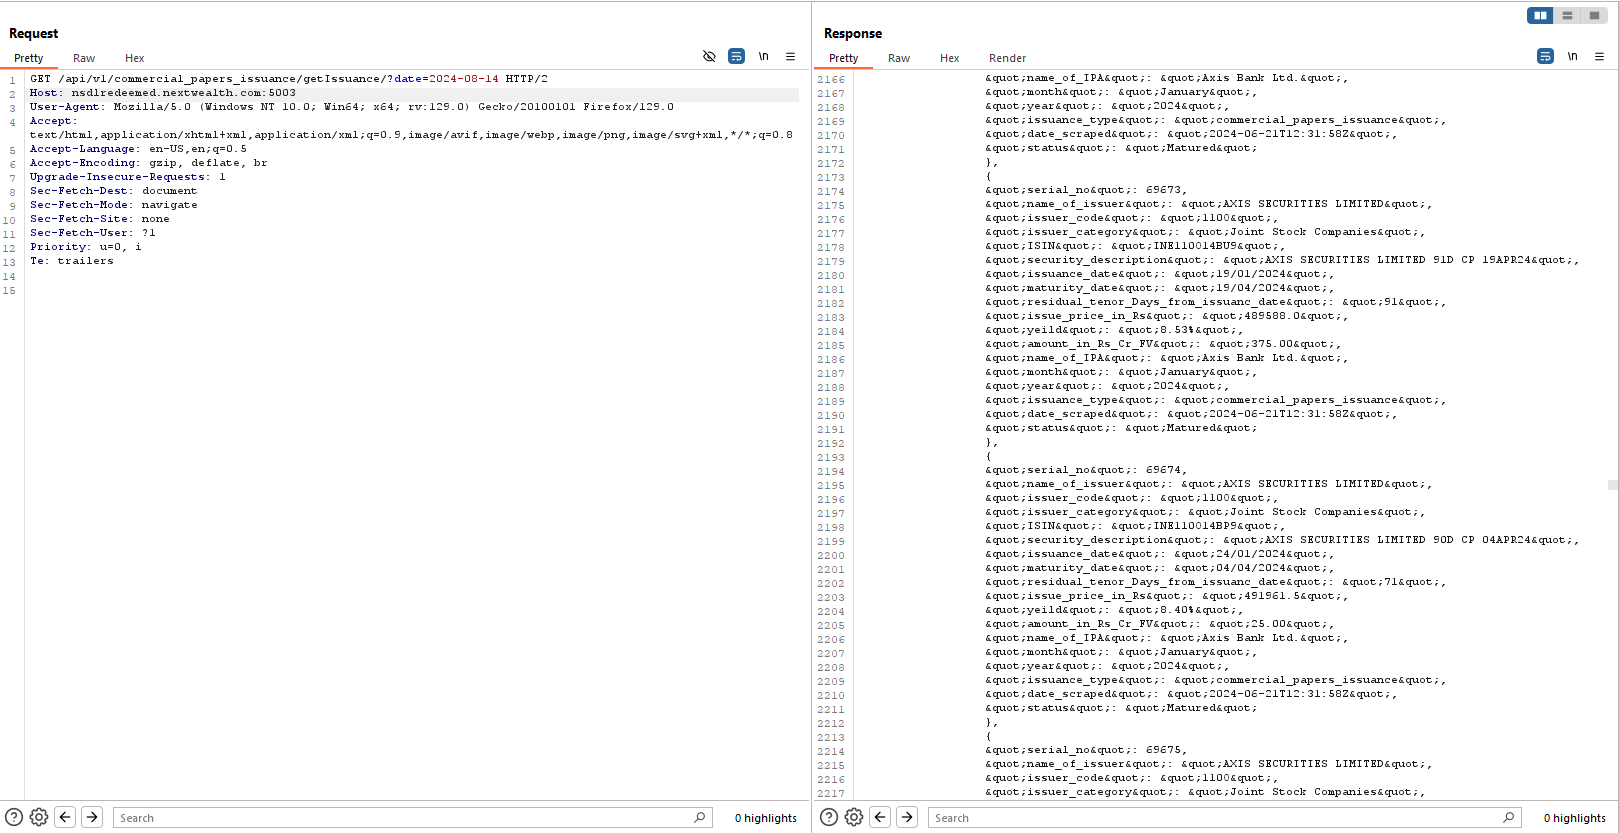 Request
Pretty Raw Hex \n
1 GET /api/v1/commercial_papers_issuance/getIssuance/?date=2024-08-14 HTTP/2
2 Host: nsdlredeemed.nextwealth.com:5003
3 User-Agent: Mozilla/5.0 (Windows NT 10.0; Win64; x64; rv:129.0) Gecko/20100101 Firefox/129.0
4 Accept:
text/html,application/xhtml+xml,application/xml;q=0.9,image/avif,image/webp,image/png,image/svg+xml,*/*;q=0.8
5 Accept-Language: en-US,en;q=0.5
6 Accept-Encoding: gzip, deflate, br
7 Upgrade-Insecure-Requests: 1
8 Sec-Fetch-Dest: document
9 Sec-Fetch-Mode: navigate
10 Sec-Fetch-Site: none
11 Sec-Fetch-User: ?1
12 Priority: u=0, i
13 Te: trailers
14
15
Search
0 highlights
Response
Pretty Raw Hex Render \n
2166 &quot;name_of_IPA&quot;: &quot;Axis Bank Ltd.&quot;,
2167 &quot;month&quot;: &quot;January&quot;,
2168 &quot;year&quot;: &quot;2024&quot;,
2169 &quot;issuance_type&quot;: &quot;commercial_papers_issuance&quot;,
2170 &quot;date_scraped&quot;: &quot;2024-06-21T12:31:58Z&quot;,
2171 &quot;status&quot;: &quot;Matured&quot;
2172 },
2173 {
2174 &quot;serial_no&quot;: 69673,
2175 &quot;name_of_issuer&quot;: &quot;AXIS SECURITIES LIMITED&quot;,
2176 &quot;issuer_code&quot;: &quot;1100&quot;,
2177 &quot;issuer_category&quot;: &quot;Joint Stock Companies&quot;,
2178 &quot;ISIN&quot;: &quot;INE110O14BU9&quot;,
2179 &quot;security_description&quot;: &quot;AXIS SECURITIES LIMITED 91D CP 19APR24&quot;,
2180 &quot;issuance_date&quot;: &quot;19/01/2024&quot;,
2181 &quot;maturity_date&quot;: &quot;19/04/2024&quot;,
2182 &quot;residual_tenor_Days_from_issuanc_date&quot;: &quot;91&quot;,
2183 &quot;issue_price_in_Rs&quot;: &quot;489588.0&quot;,
2184 &quot;yeild&quot;: &quot;8.53%&quot;,
2185 &quot;amount_in_Rs_Cr_FV&quot;: &quot;375.00&quot;,
2186 &quot;name_of_IPA&quot;: &quot;Axis Bank Ltd.&quot;,
2187 &quot;month&quot;: &quot;January&quot;,
2188 &quot;year&quot;: &quot;2024&quot;,
2189 &quot;issuance_type&quot;: &quot;commercial_papers_issuance&quot;,
2190 &quot;date_scraped&quot;: &quot;2024-06-21T12:31:58Z&quot;,
2191 &quot;status&quot;: &quot;Matured&quot;
2192 },
2193 {
2194 &quot;serial_no&quot;: 69674,
2195 &quot;name_of_issuer&quot;: &quot;AXIS SECURITIES LIMITED&quot;,
2196 &quot;issuer_code&quot;: &quot;1100&quot;,
2197 &quot;issuer_category&quot;: &quot;Joint Stock Companies&quot;,
2198 &quot;ISIN&quot;: &quot;INE110O14BP9&quot;,
2199 &quot;security_description&quot;: &quot;AXIS SECURITIES LIMITED 90D CP 04APR24&quot;,
2200 &quot;issuance_date&quot;: &quot;24/01/2024&quot;,
2201 &quot;maturity_date&quot;: &quot;04/04/2024&quot;,
2202 &quot;residual_tenor_Days_from_issuanc_date&quot;: &quot;71&quot;,
2203 &quot;issue_price_in_Rs&quot;: &quot;491961.5&quot;,
2204 &quot;yeild&quot;: &quot;8.40%&quot;,
2205 &quot;amount_in_Rs_Cr_FV&quot;: &quot;25.00&quot;,
2206 &quot;name_of_IPA&quot;: &quot;Axis Bank Ltd.&quot;,
2207 &quot;month&quot;: &quot;January&quot;,
2208 &quot;year&quot;: &quot;2024&quot;,
2209 &quot;issuance_type&quot;: &quot;commercial_papers_issuance&quot;,
2210 &quot;date_scraped&quot;: &quot;2024-06-21T12:31:58Z&quot;,
2211 &quot;status&quot;: &quot;Matured&quot;
2212 },
2213 {
2214 &quot;serial_no&quot;: 69675,
2215 &quot;name_of_issuer&quot;: &quot;AXIS SECURITIES LIMITED&quot;,
2216 &quot;issuer_code&quot;: &quot;1100&quot;,
2217 &quot;issuer_category&quot;: &quot;Joint Stock Companies&quot;,
Search
0 highlights